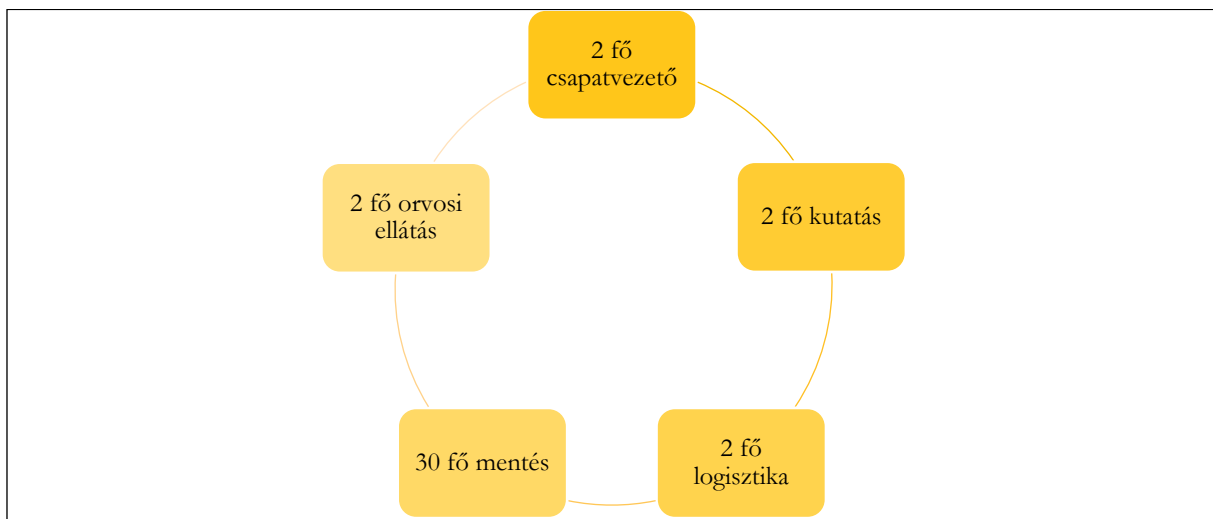 2 fő
csapatvezető
2 fő kutatás
2 fő
logisztika
30 fő mentés
2 fő orvosi
ellátás